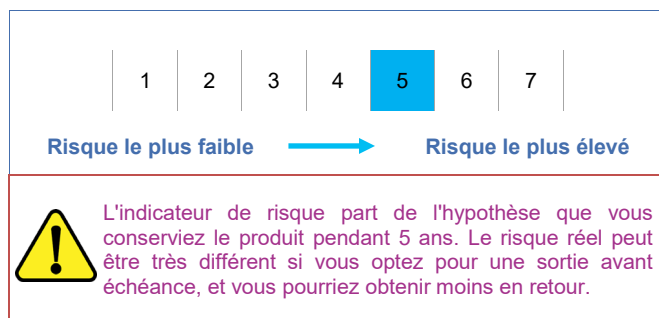 1 2 3 4 5 6 7
Risque le plus faible Risque le plus élevé
L'indicateur de risque part de l'hypothèse que vous
conserviez le produit pendant 5 ans. Le risque réel peut
être très différent si vous optez pour une sortie avant
échéance, et vous pourriez obtenir moins en retour.